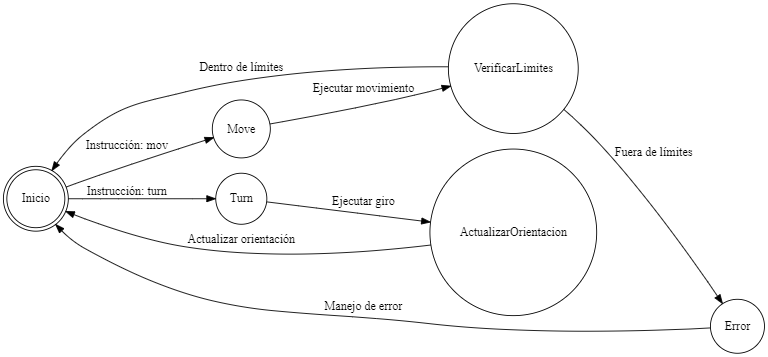 Dentro de límites
VerificarLimites
Ejecutar movimiento
Move
Instrucción: mov
Fuera de límites
Inicio
Instrucción: turn
Turn
Ejecutar giro
ActualizarOrientacion
Actualizar orientación
Manejo de error
Error